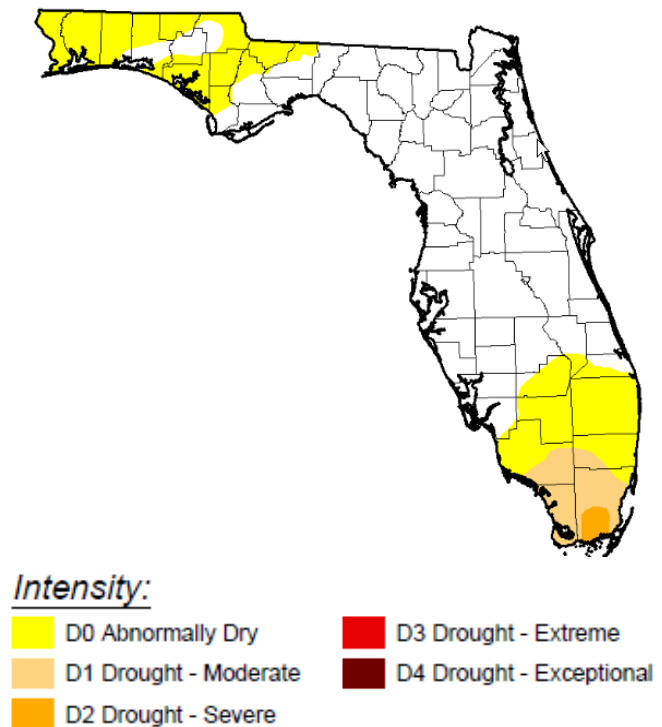 Intensity:
D0 Abnormally Dry
D1 Drought - Moderate
D2 Drought - Severe
D3 Drought - Extreme
D4 Drought - Exceptional